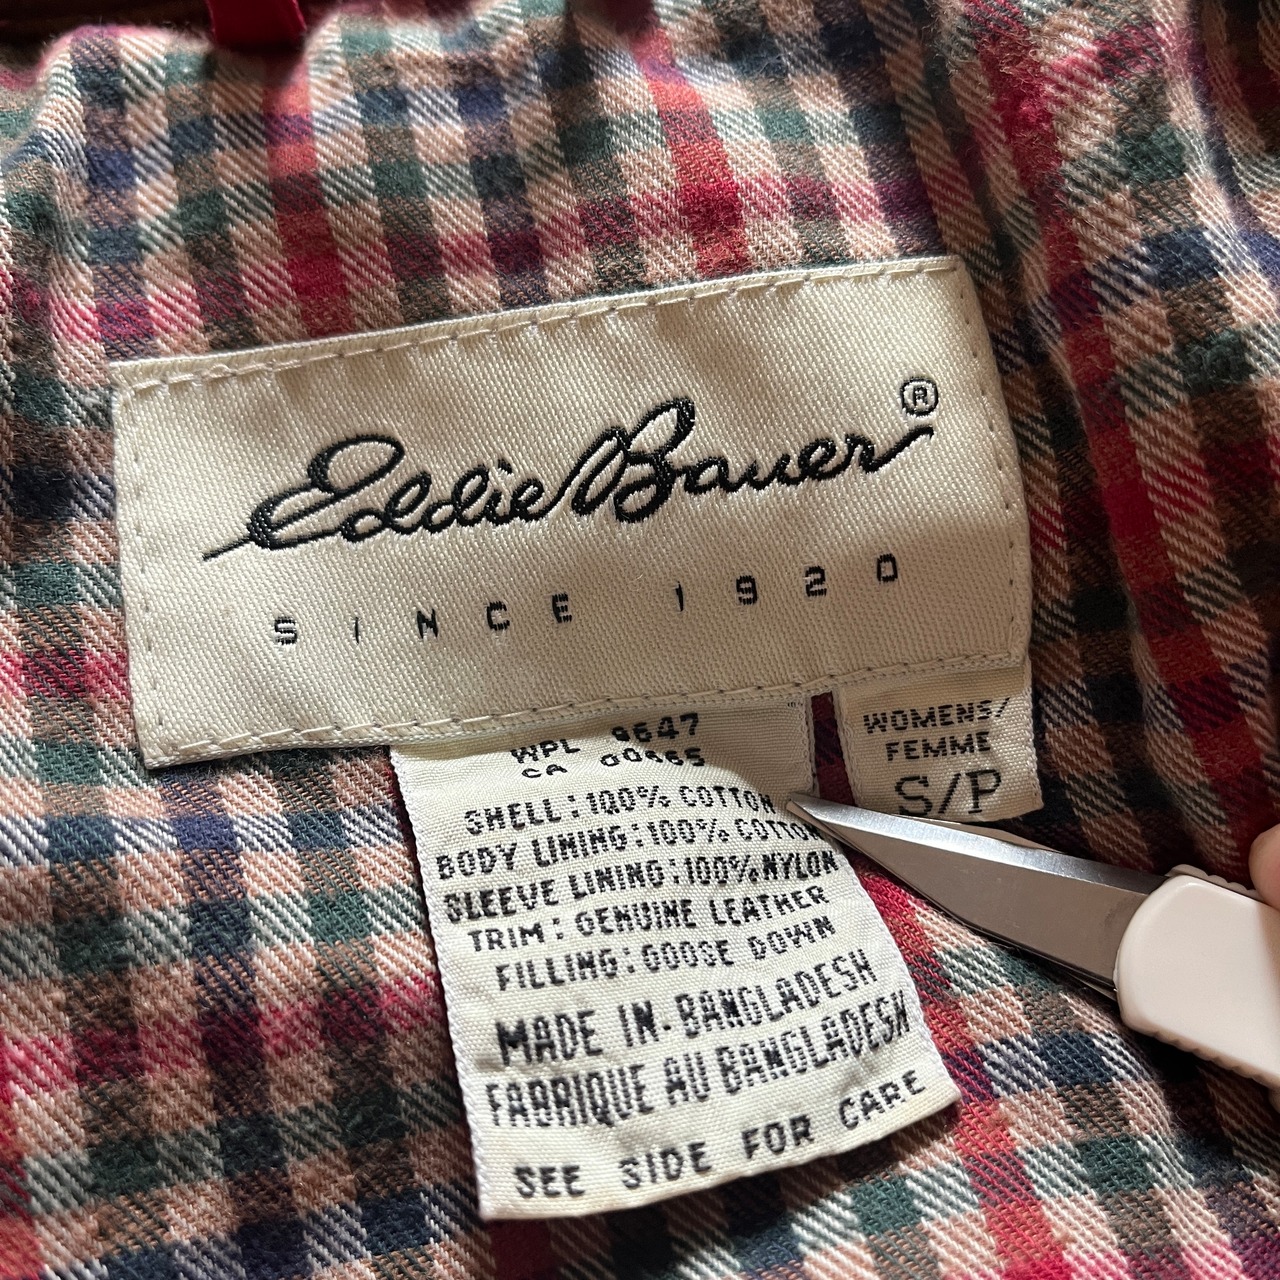 Eddie Bauer®
SINCE 1920
WPL 9647
CA 00665
SHELL: 100% COTTON
BODY LINING: 100% COTTON
SLEEVE LINING: 100% NYLON
TRIM: GENUINE LEATHER
FILLING: GOOSE DOWN
MADE IN BANGLADESH
FABRIQUE AU BANGLADESH
SEE SIDE FOR CARE
WOMENS/
FEMME
S/P